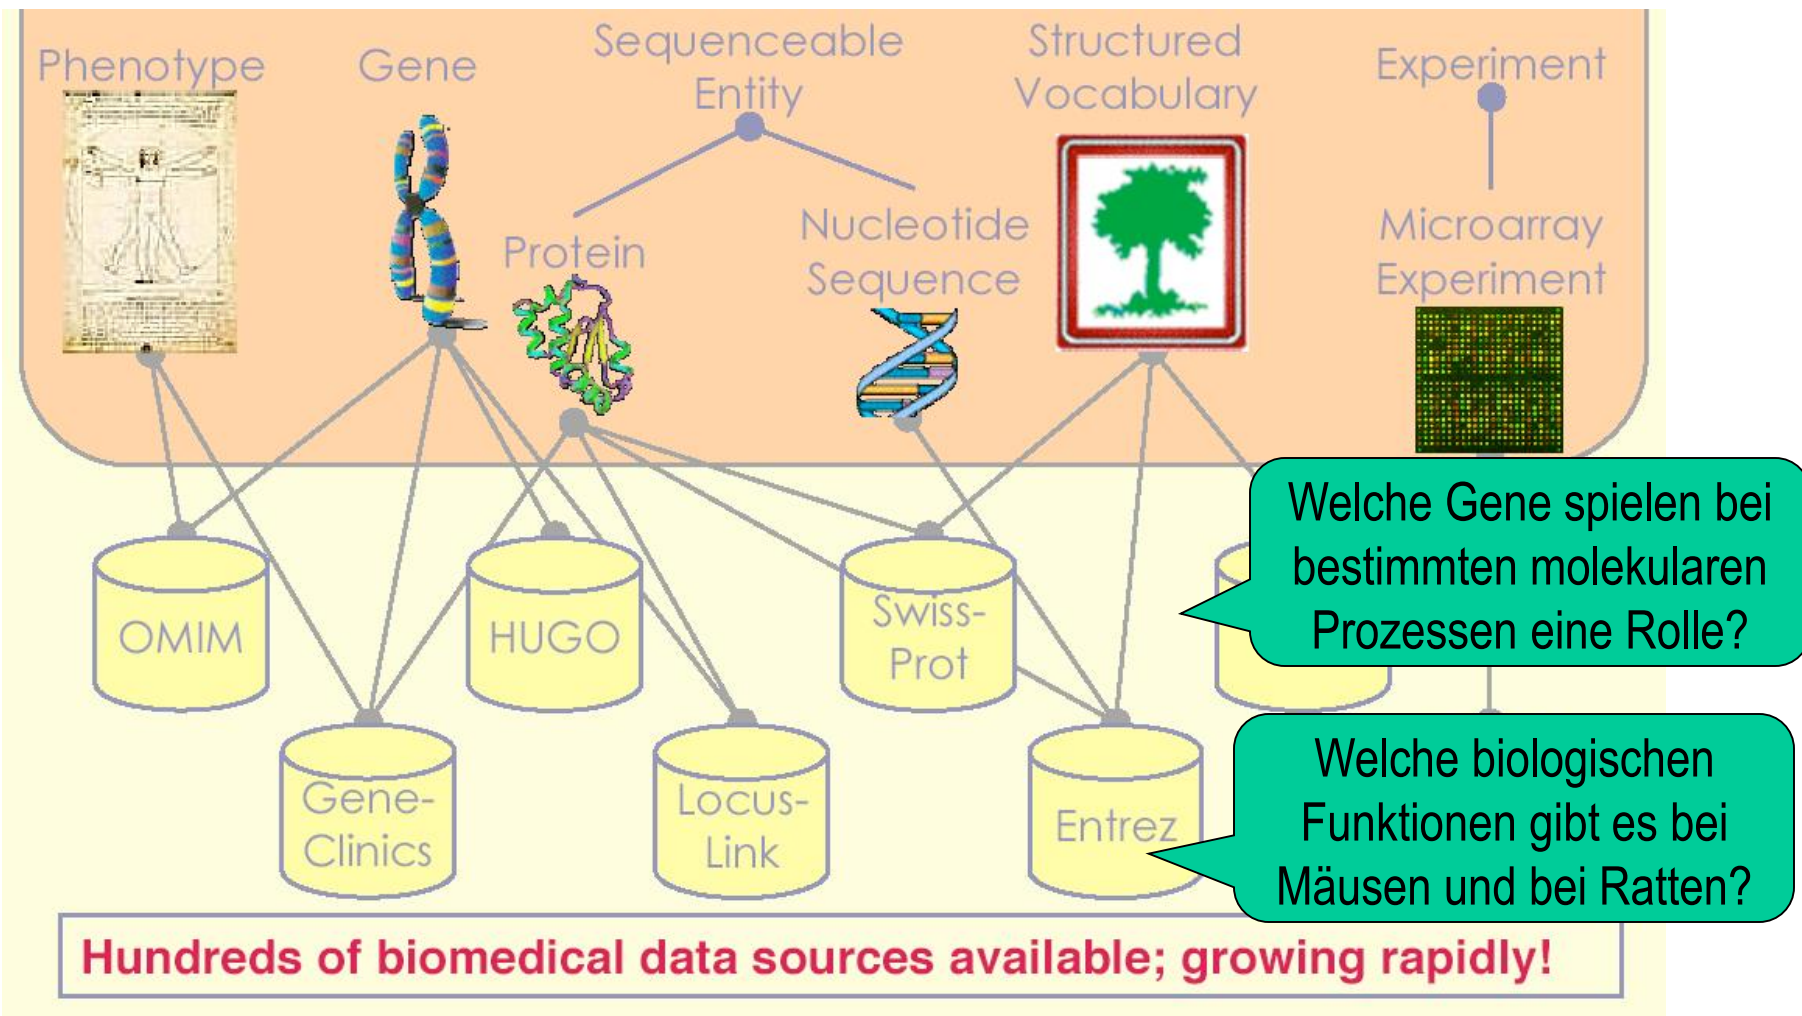 Phenotype
Gene
Sequenceable
Entity
Structured
Vocabulary
Experiment
Protein
Nucleotide
Sequence
Microarray
Experiment
OMIM
HUGO
Swiss-
Prot
Welche Gene spielen bei
bestimmten molekularen
Prozessen eine Rolle?
Gene-
Clinics
Locus-
Link
Entrez
Welche biologischen
Funktionen gibt es bei
Mäusen und bei Ratten?
Hundreds of biomedical data sources available; growing rapidly!